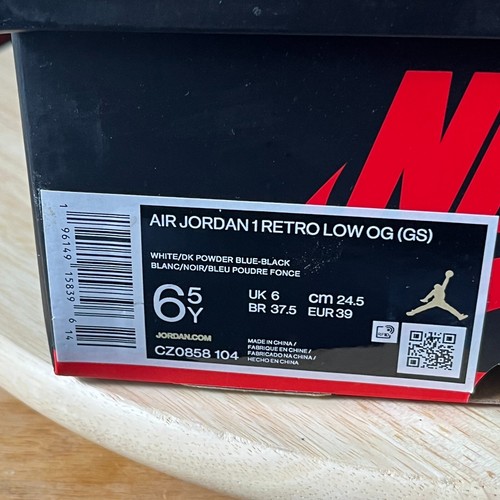 NI
AIR JORDAN 1 RETRO LOW OG (GS)
WHITE/DK POWDER BLUE-BLACK
BLANC/NOIR/BLEU POUDRE FONCE
6 5 Y
UK 6 cm 24.5
BR 37.5 EUR 39
JORDAN.COM
CZ0858 104
MADE IN CHINA /
FABRIQUE EN CHINE /
FABRICADO NA CHINA /
HECHO EN CHINA
1 96149 15839 6 14